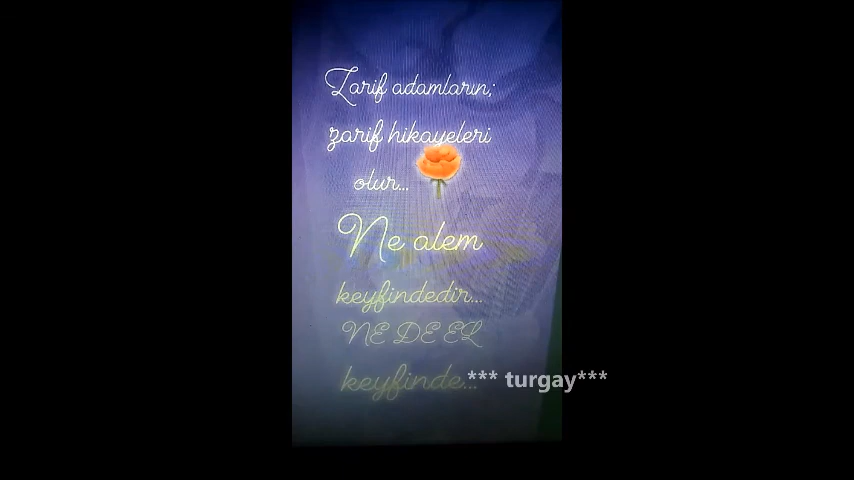 Zarif adamların;
zarif hikayeleri
olur...
Ne alem
keyfindedir...
NE DE EL
keyfinde...
*** turgay***